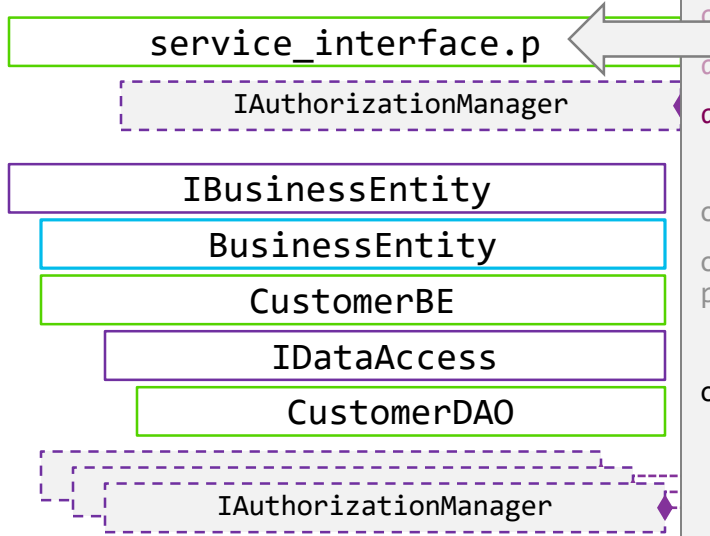 service_interface.p
IAuthorizationManager
IBusinessEntity
BusinessEntity
CustomerBE
IDataAccess
CustomerDAO
IAuthorizationManager